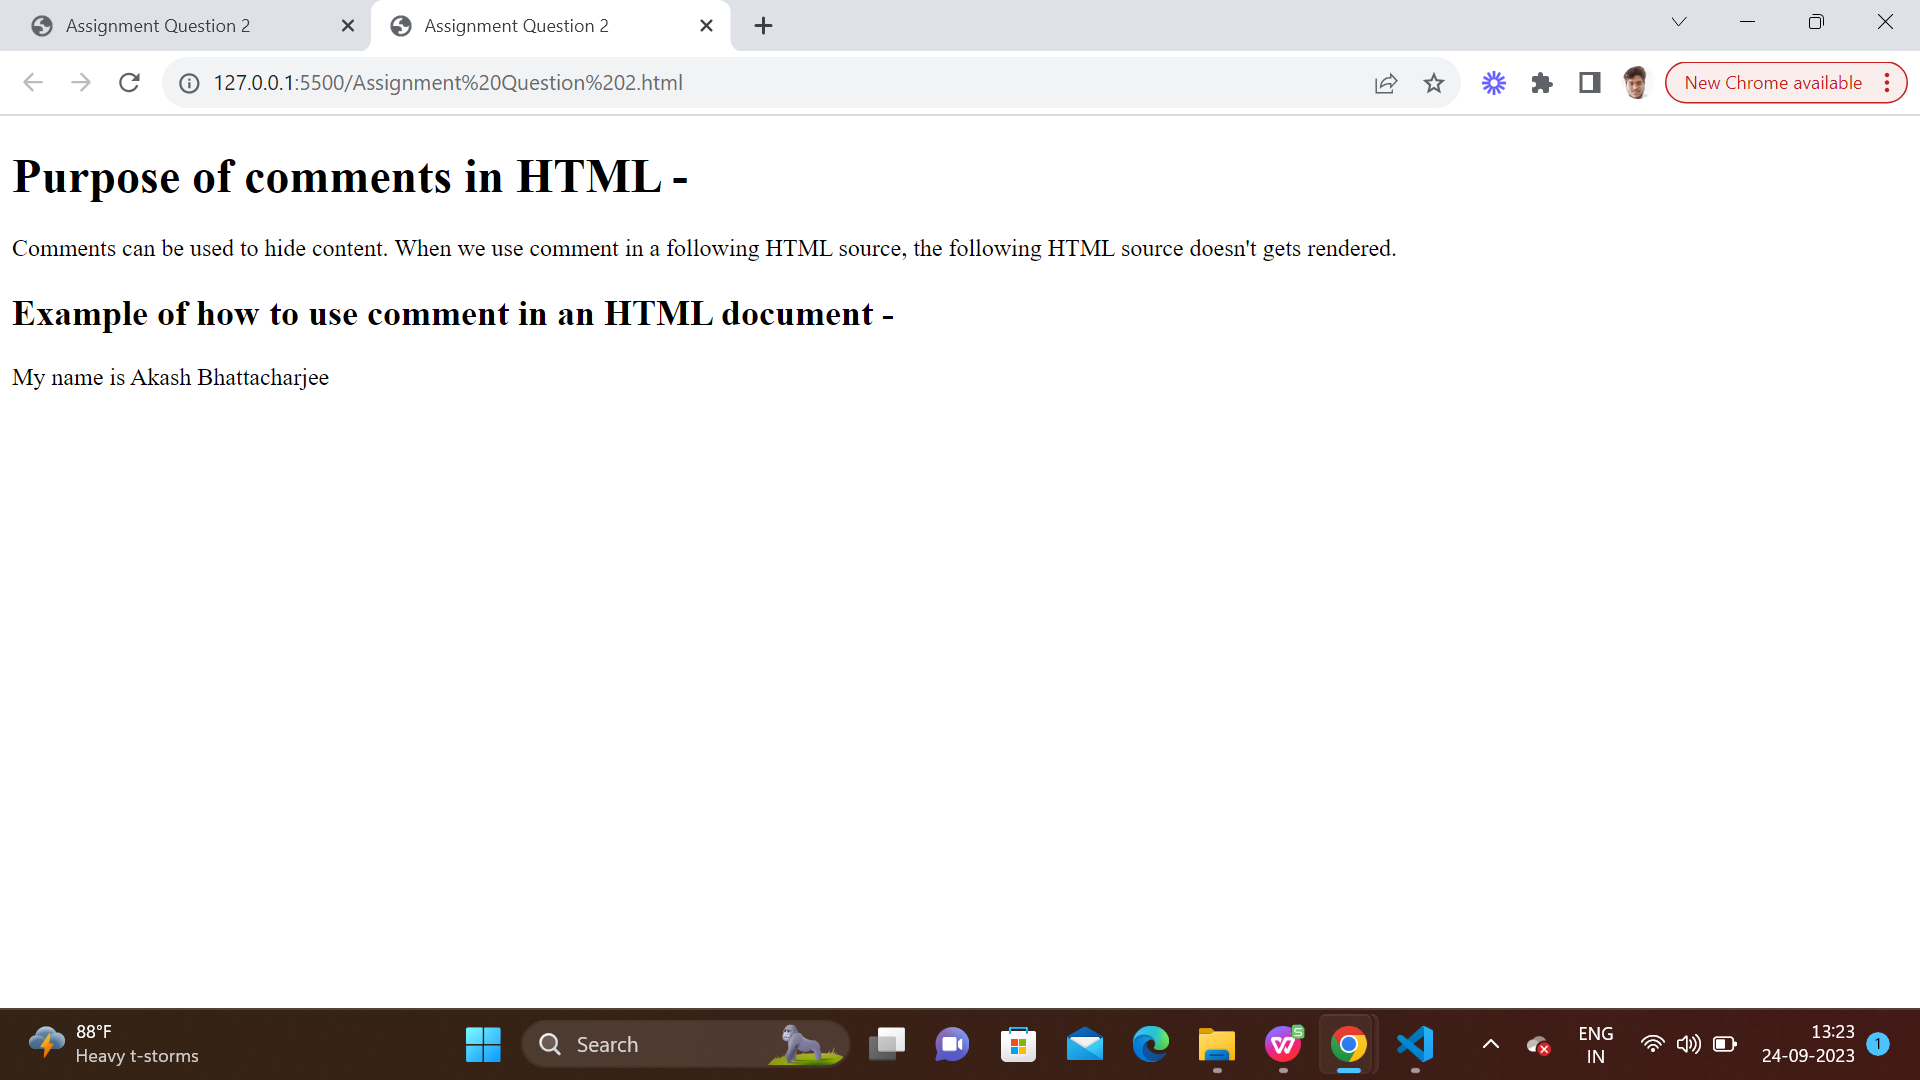 Assignment Question 2
Assignment Question 2
127.0.0.1:5500/Assignment%20Question%202.html
New Chrome available
Purpose of comments in HTML -
Comments can be used to hide content. When we use comment in a following HTML source, the following HTML source doesn't gets rendered.
Example of how to use comment in an HTML document -
My name is Akash Bhattacharjee
88°F
Heavy t-storms
Search
W
S
ENG
IN
13:23
24-09-2023
1